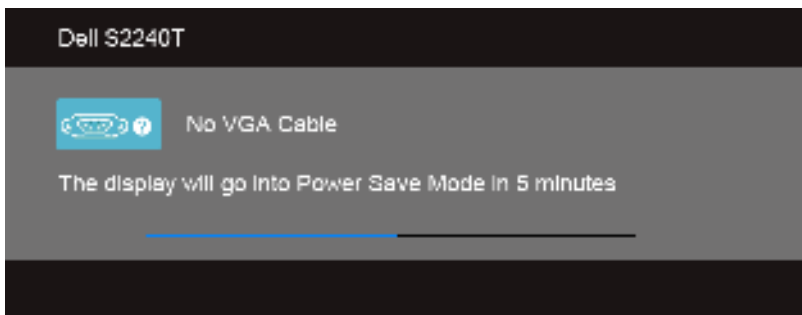 Dell S2240T
No VGA Cable
The display will go into Power Save Mode in 5 minutes